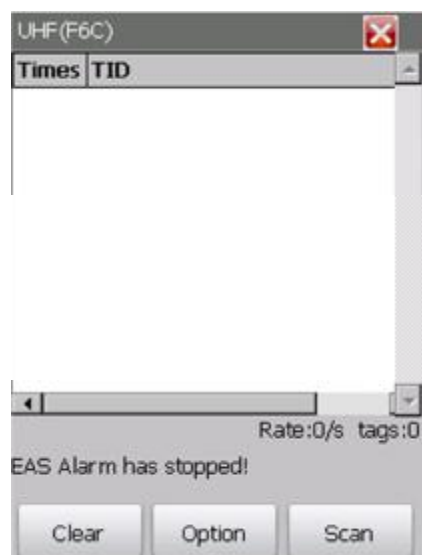 UHF(F6C)
Times TID
Rate:0/s tags:0
EAS Alarm has stopped!
Clear Option Scan